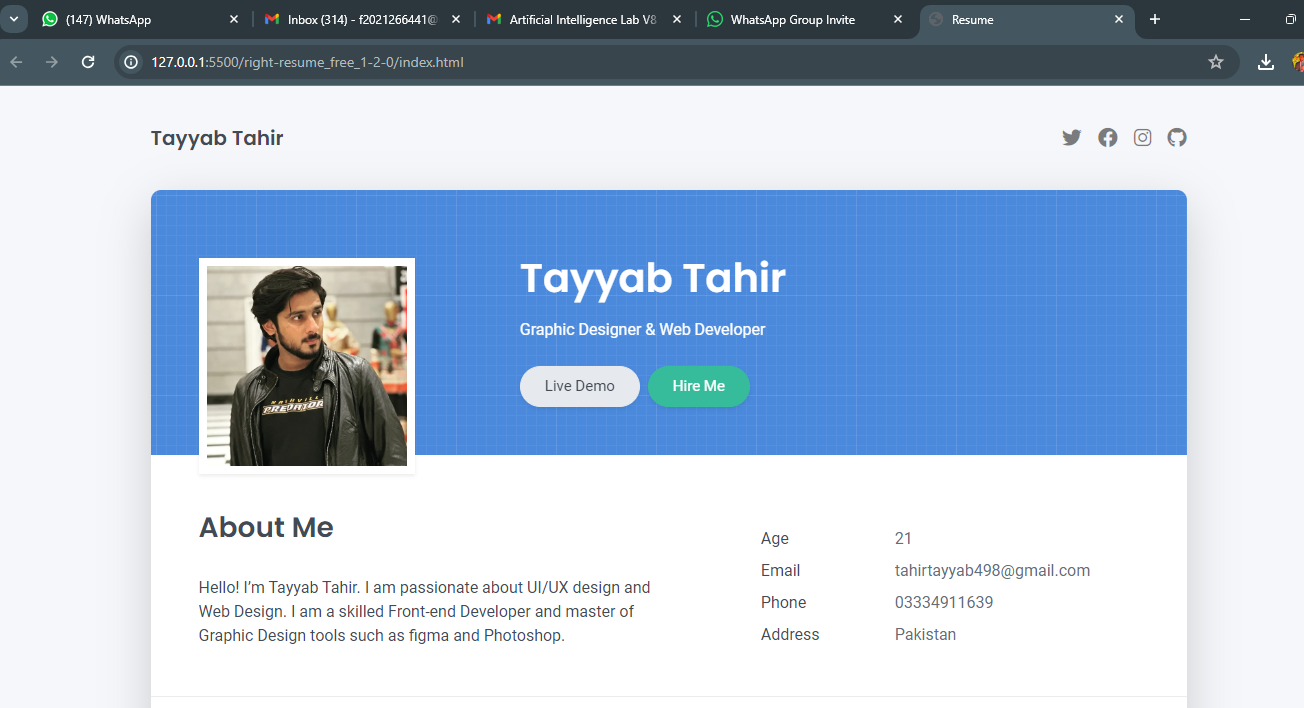 (147) WhatsApp
Inbox (314) - f2021266441@
Artificial Intelligence Lab V8
WhatsApp Group Invite
Resume
127.0.0.1:5500/right-resume_free_1-2-0/index.html
Tayyab Tahir
Tayyab Tahir
Graphic Designer & Web Developer
Live Demo Hire Me
NASHVILLE
PREDATOR
About Me
Hello! I’m Tayyab Tahir. I am passionate about UI/UX design and
Web Design. I am a skilled Front-end Developer and master of
Graphic Design tools such as figma and Photoshop.
Age 21
Email tahirtayyab498@gmail.com
Phone 03334911639
Address Pakistan